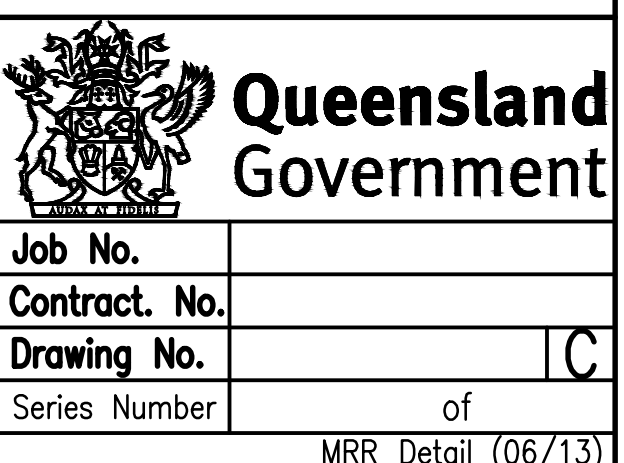 Queensland
Government
AUDAX AT FIDELIS
Job No.
Contract. No.
Drawing No. C
Series Number of
MRR Detail (06/13)